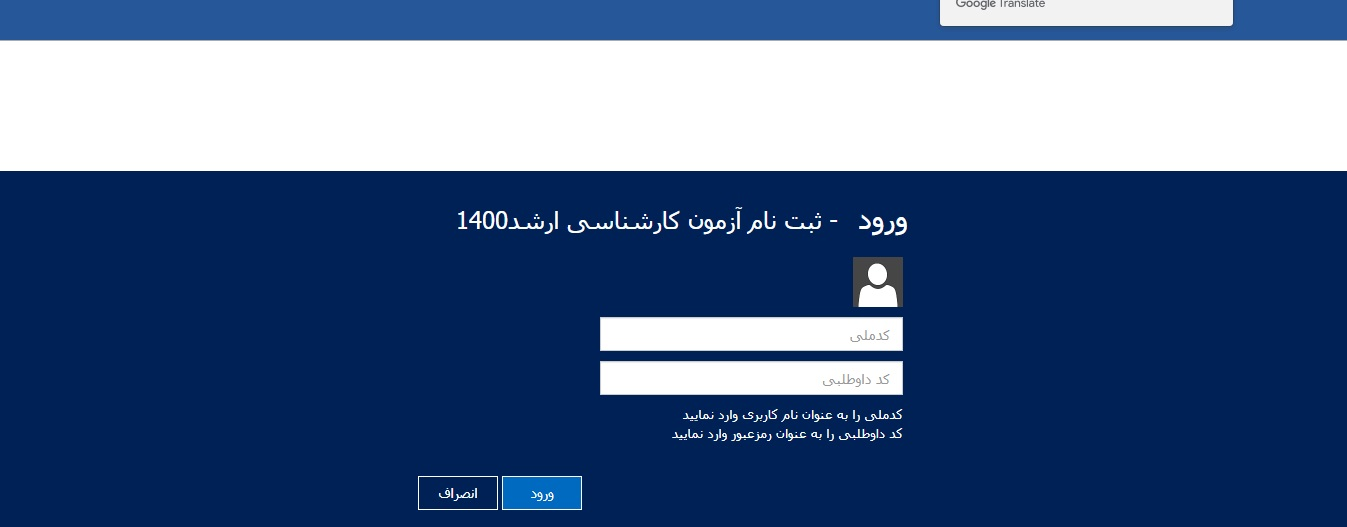 Google Translate
ورود - ثبت نام آزمون کارشناسی ارشد1400
کدملی
کد داوطلبی
کدملی را به عنوان نام کاربری وارد نمایید
کد داوطلبی را به عنوان رمزعبور وارد نمایید
ورود
انصراف